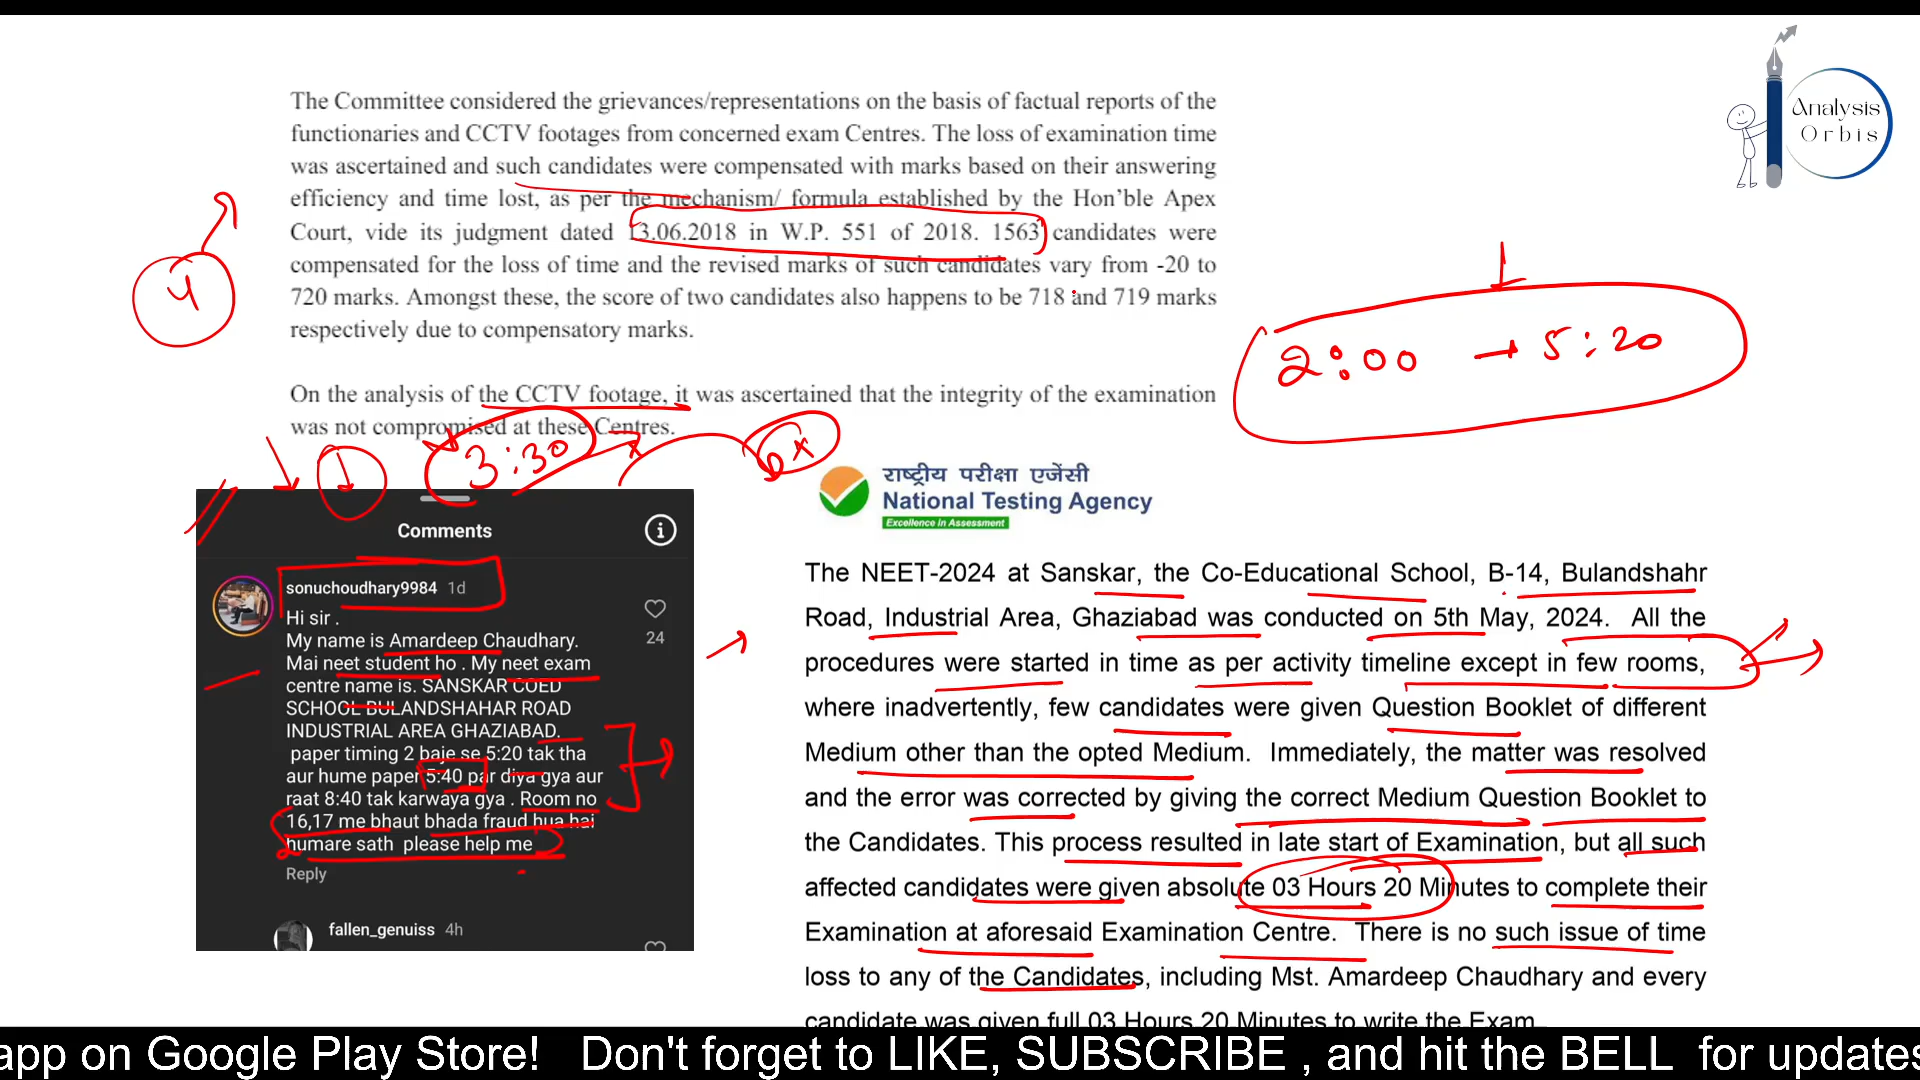 Analysis
Orbis
The Committee considered the grievances/representations on the basis of factual reports of the
functionaries and CCTV footages from concerned exam Centres. The loss of examination time
was ascertained and such candidates were compensated with marks based on their answering
efficiency and time lost, as per the mechanism/ formula established by the Hon'ble Apex
Court, vide its judgment dated 13.06.2018 in W.P. 551 of 2018. 1563 candidates were
compensated for the loss of time and the revised marks of such candidates vary from -20 to
720 marks. Amongst these, the score of two candidates also happens to be 718 and 719 marks
respectively due to compensatory marks.
4
2:00 → 5:20
On the analysis of the CCTV footage, it was ascertained that the integrity of the examination
was not compromised at these Centres.
3:30
Comments
sonuchoudhary9984 1d
Hi sir .
24
My name is Amardeep Chaudhary.
Mai neet student ho . My neet exam
centre name is. SANSKAR COED
SCHOOL BULANDSHAHAR ROAD
INDUSTRIAL AREA GHAZIABAD.
paper timing 2 baje se 5:20 tak tha
aur hume paper 5:40 par diya gya aur
raat 8:40 tak karwaya gya . Room no
16,17 me bhaut bhada fraud hua hai
humare sath please help me
Reply
fallen_genuiss 4h
राष्ट्रीय परीक्षा एजेंसी
National Testing Agency
Excellence in Assessment
The NEET-2024 at Sanskar, the Co-Educational School, B-14, Bulandshahr
Road, Industrial Area, Ghaziabad was conducted on 5th May, 2024. All the
procedures were started in time as per activity timeline except in few rooms,
where inadvertently, few candidates were given Question Booklet of different
Medium other than the opted Medium. Immediately, the matter was resolved
and the error was corrected by giving the correct Medium Question Booklet to
the Candidates. This process resulted in late start of Examination, but all such
affected candidates were given absolute 03 Hours 20 Minutes to complete their
Examination at aforesaid Examination Centre. There is no such issue of time
loss to any of the Candidates, including Mst. Amardeep Chaudhary and every
candidate was given full 03 Hours 20 Minutes to write the Exam
app on Google Play Store! Don't forget to LIKE, SUBSCRIBE , and hit the BELL for updates